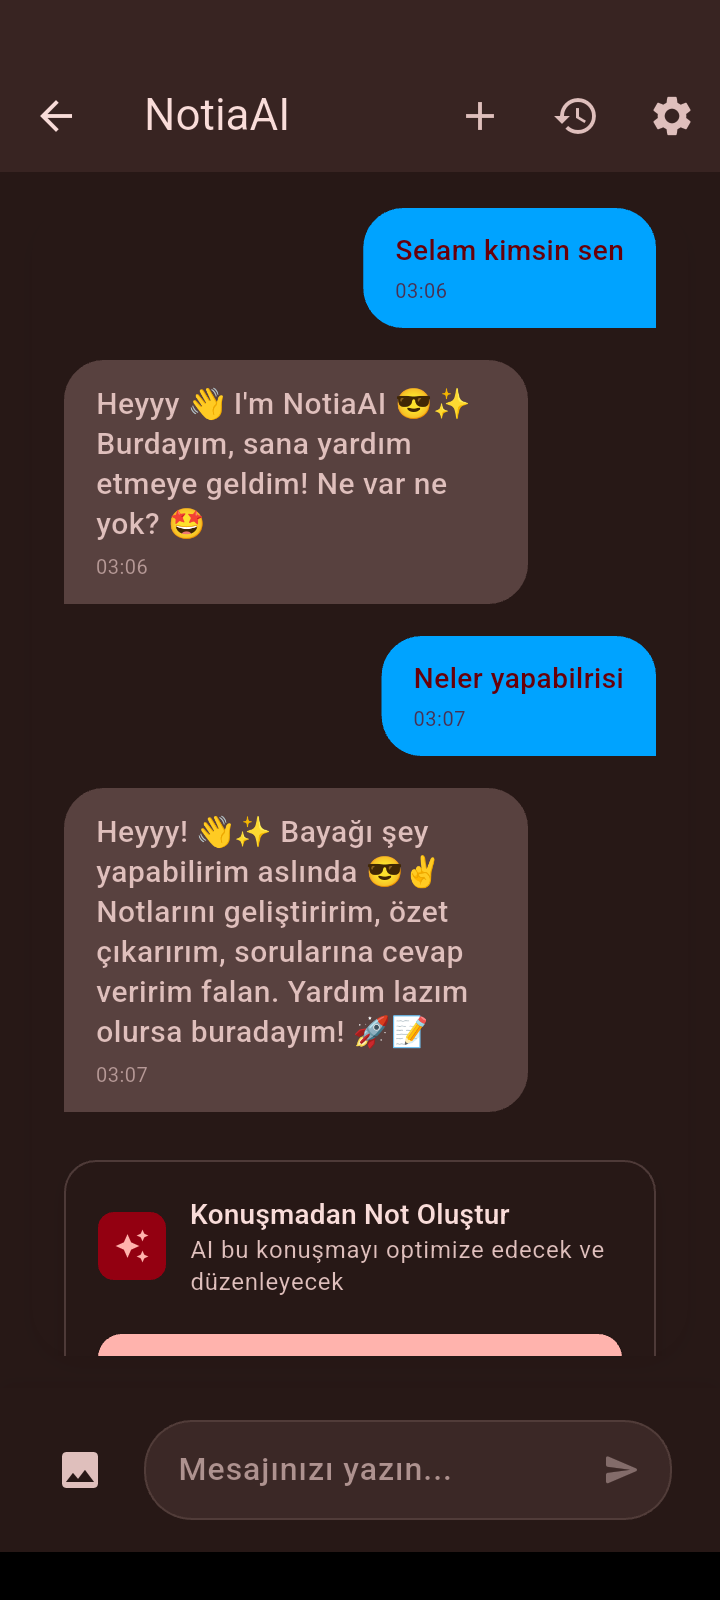 NotiaAI
Selam kimsin sen
03:06
Heyyy 👋 I'm NotiaAI 😎✨
Burdayım, sana yardım
etmeye geldim! Ne var ne
yok? 🤩
03:06
Neler yapabilrisi
03:07
Heyyy! 👋✨ Bayağı şey
yapabilirim aslında 😎✌️
Notlarını geliştiririm, özet
çıkarırım, sorularına cevap
veririm falan. Yardım lazım
olursa buradayım! 🚀📝
03:07
Konuşmadan Not Oluştur
AI bu konuşmayı optimize edecek ve
düzenleyecek
Mesajınızı yazın...